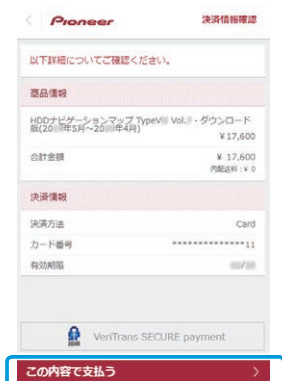 Pioneer 決済情報確認
以下詳細についてご確認ください。
商品情報
HDDナビゲーションマップ TypeV Vol. ・ダウンロード
版(20 年5月～20 年4月)
¥17,600
合計金額 ¥ 17,600
内配送料:¥ 0
決済情報
決済方法 Card
カード番号 **************11
有効期限 /
VeriTrans SECURE payment
この内容で支払う